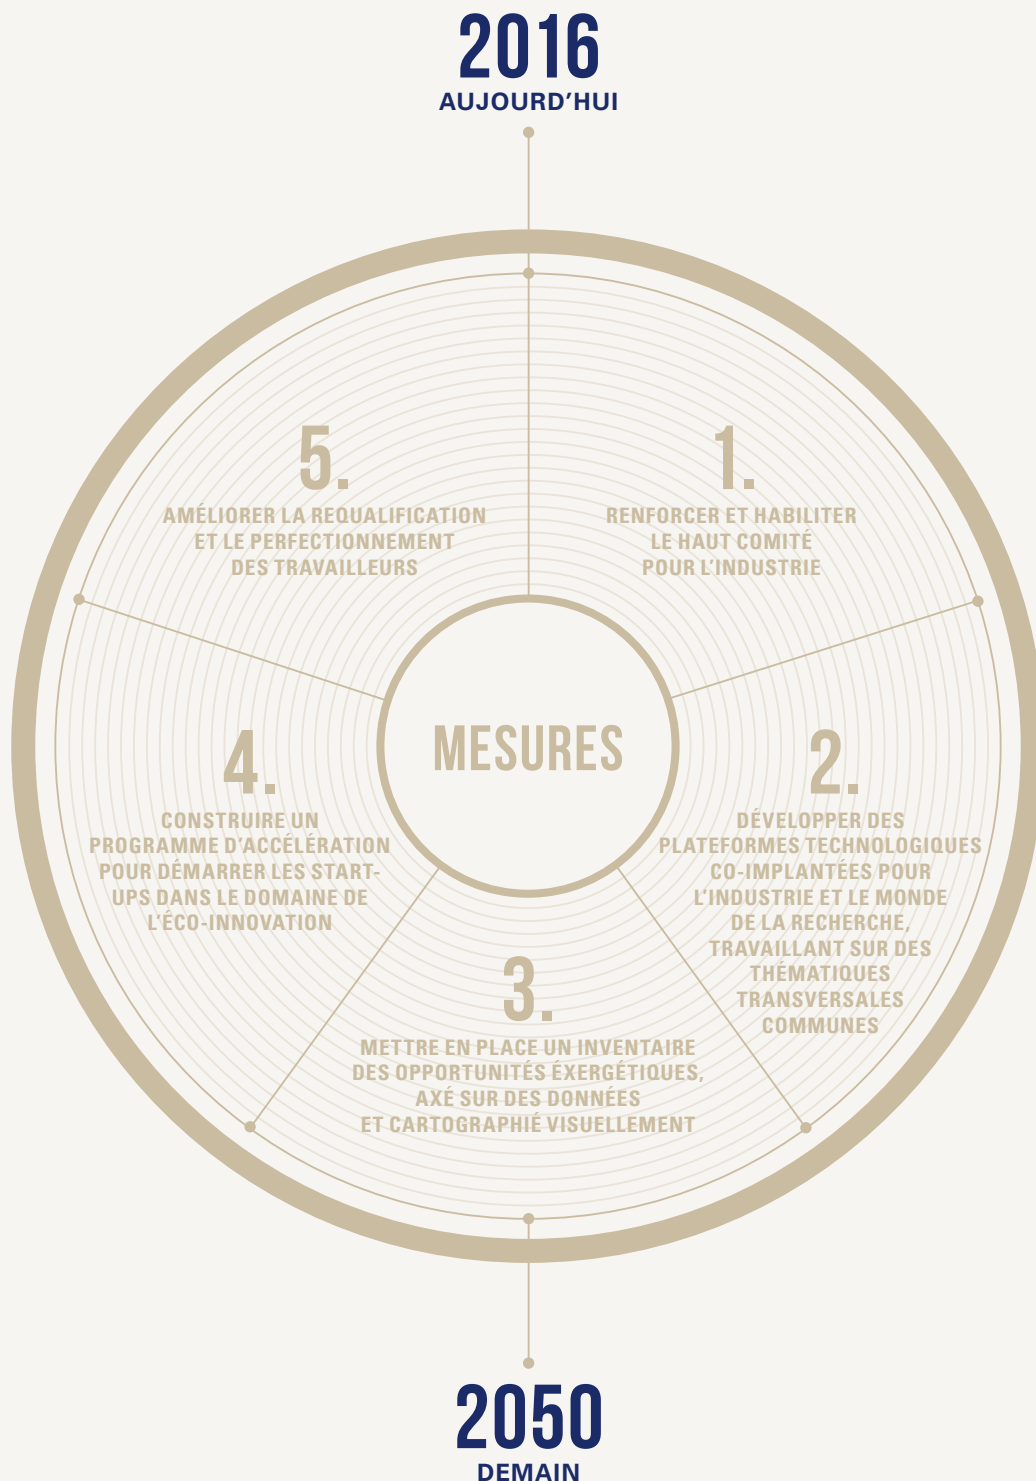 2016
AUJOURD'HUI
1.
RENFORCER ET HABILITER
LE HAUT COMITÉ
POUR L'INDUSTRIE
2.
DÉVELOPPER DES
PLATEFORMES TECHNOLOGIQUES
CO-IMPLANTÉES POUR
L'INDUSTRIE ET LE MONDE
DE LA RECHERCHE,
TRAVAILLANT SUR DES
THÉMATIQUES
TRANSVERSALES
COMMUNES
3.
METTRE EN PLACE UN INVENTAIRE
DES OPPORTUNITÉS ÉXERGÉTIQUES,
AXÉ SUR DES DONNÉES
ET CARTOGRAPHIÉ VISUELLEMENT
4.
CONSTRUIRE UN
PROGRAMME D'ACCÉLÉRATION
POUR DÉMARRER LES START-
UPS DANS LE DOMAINE DE
L'ÉCO-INNOVATION
5.
AMÉLIORER LA REQUALIFICATION
ET LE PERFECTIONNEMENT
DES TRAVAILLEURS
MESURES
2050
DEMAIN